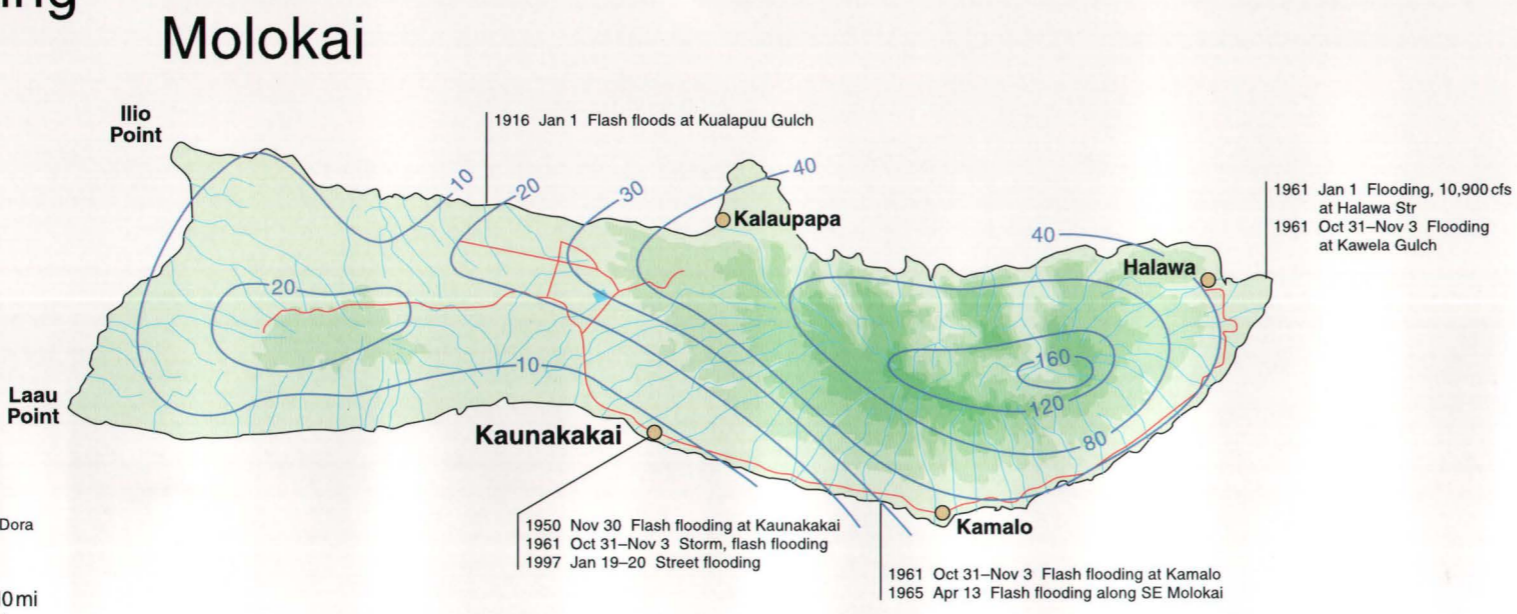 ing
Molokai
Ilio
Point
1916 Jan 1 Flash floods at Kualapuu Gulch
10
20
30
40
1961 Jan 1 Flooding, 10,900 cfs
at Halawa Str
1961 Oct 31–Nov 3 Flooding
at Kawela Gulch
Kalaupapa
40
Halawa
20
160
10
120
80
Laau
Point
Kaunakakai
Dora
1950 Nov 30 Flash flooding at Kaunakakai
1961 Oct 31–Nov 3 Storm, flash flooding
1997 Jan 19–20 Street flooding
Kamalo
1961 Oct 31–Nov 3 Flash flooding at Kamalo
1965 Apr 13 Flash flooding along SE Molokai
0 mi